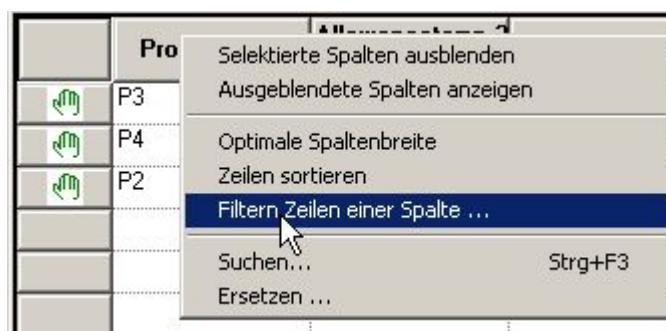 Pro
P3
P4
P2
Selektierte Spalten ausblenden
Ausgeblendete Spalten anzeigen
Optimale Spaltenbreite
Zeilen sortieren
Filtern Zeilen einer Spalte ...
Suchen... Strg+F3
Ersetzen ...